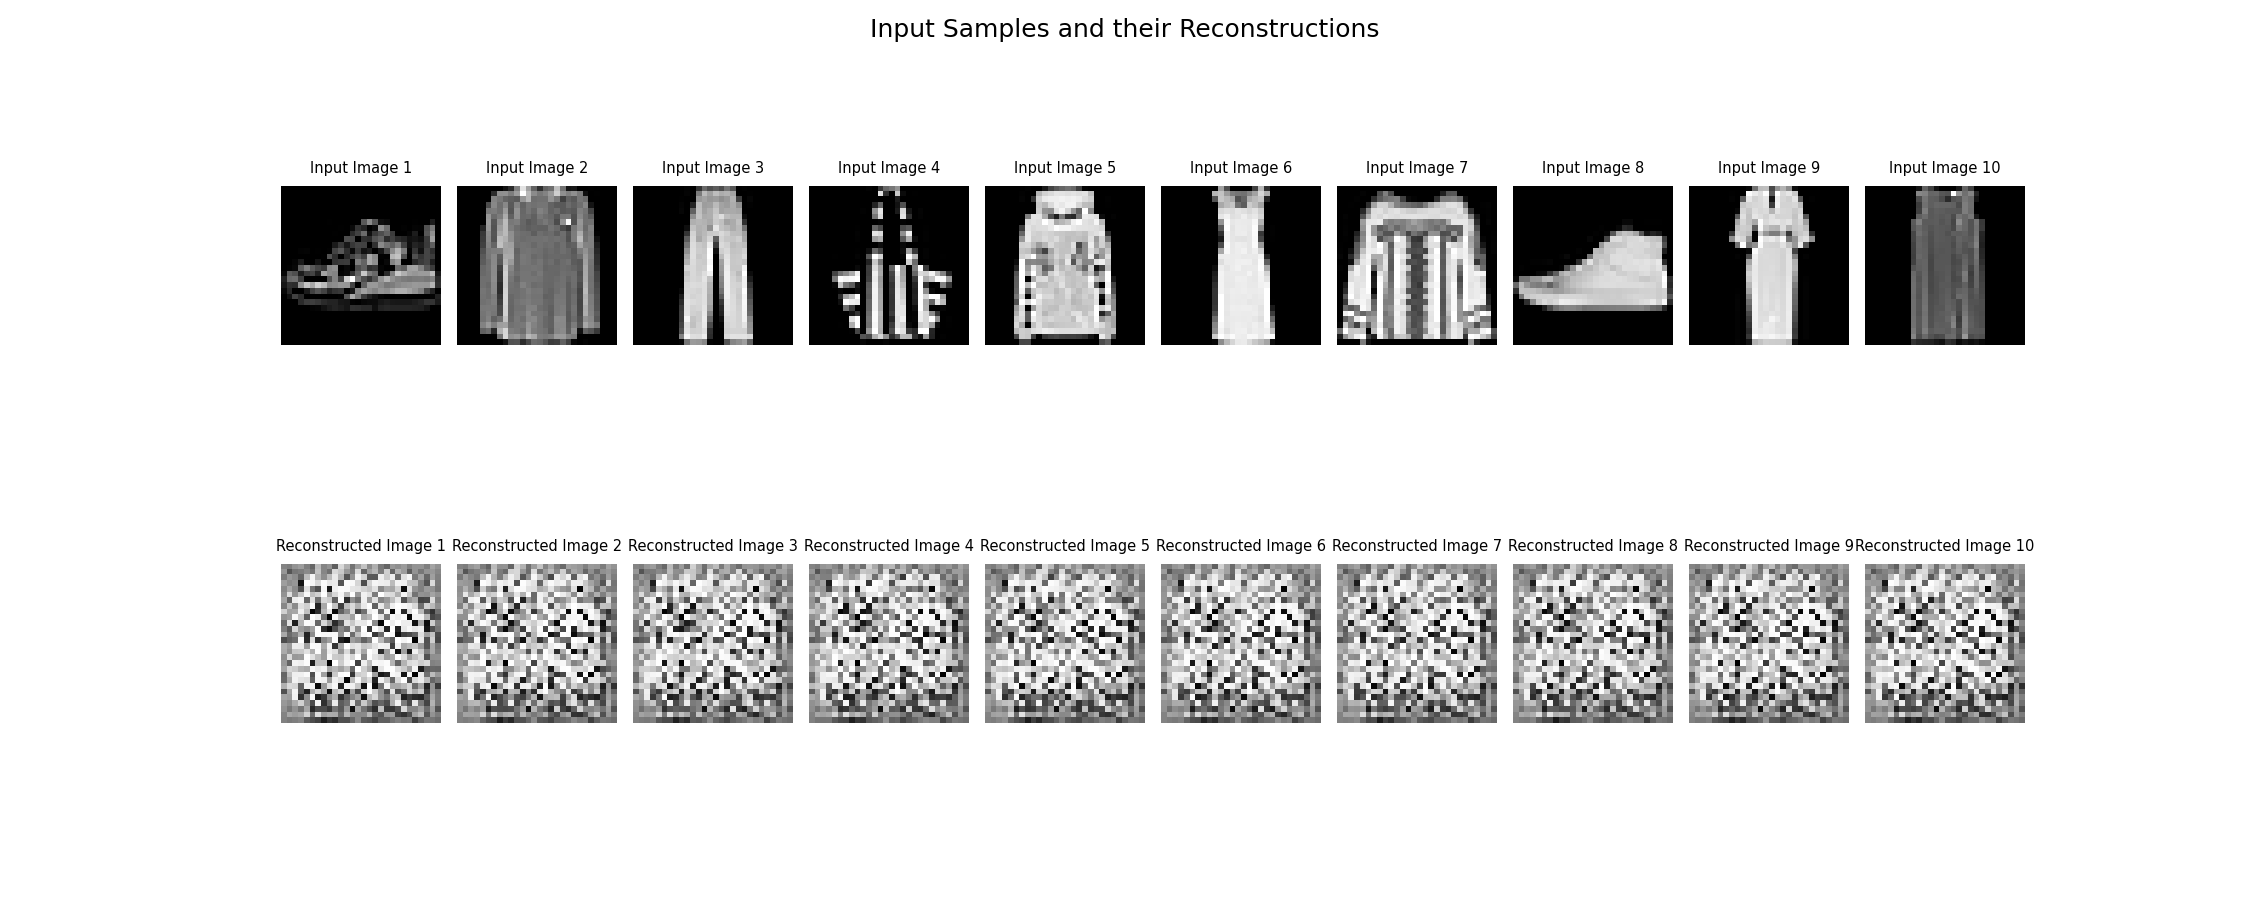 Input Samples and their Reconstructions
Input Image 1 Input Image 2 Input Image 3 Input Image 4 Input Image 5 Input Image 6 Input Image 7 Input Image 8 Input Image 9 Input Image 10
Reconstructed Image 1 Reconstructed Image 2 Reconstructed Image 3 Reconstructed Image 4 Reconstructed Image 5 Reconstructed Image 6 Reconstructed Image 7 Reconstructed Image 8 Reconstructed Image 9 Reconstructed Image 10